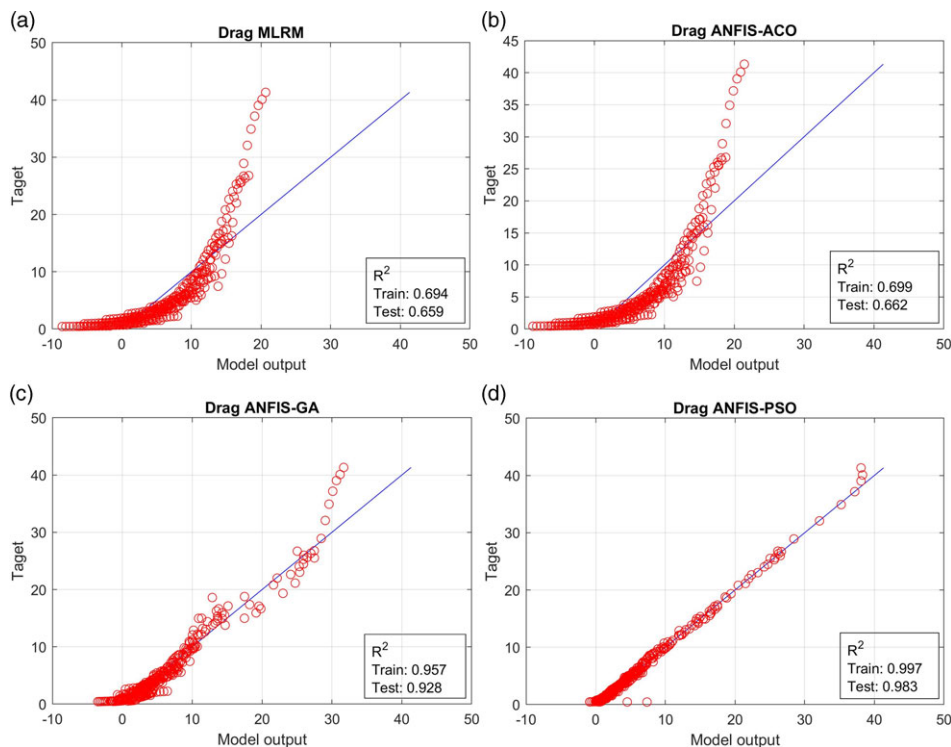 (a)
Drag MLRM
50
40
30
20
10
0
Taget
-10 0 10 20 30 40 50
Model output
R2
Train: 0.694
Test: 0.659
(b)
Drag ANFIS-ACO
45
40
35
30
25
20
15
10
5
0
Taget
-10 0 10 20 30 40 50
Model output
R2
Train: 0.699
Test: 0.662
(c)
Drag ANFIS-GA
50
40
30
20
10
0
Taget
-10 0 10 20 30 40 50
Model output
R2
Train: 0.957
Test: 0.928
(d)
Drag ANFIS-PSO
50
40
30
20
10
0
Taget
-10 0 10 20 30 40 50
Model output
R2
Train: 0.997
Test: 0.983